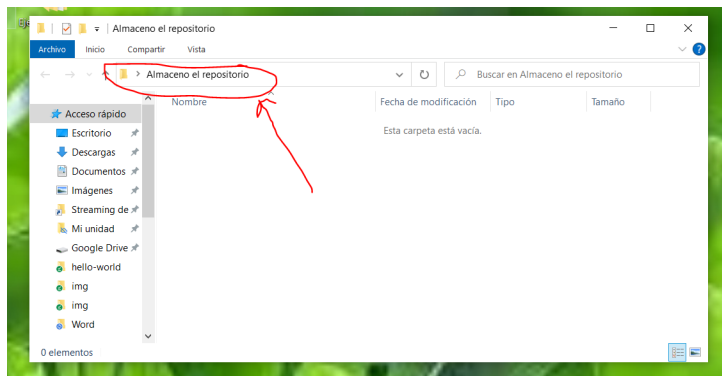 Almaceno el repositorio
Archivo Inicio Compartir Vista
Almaceno el repositorio
Buscar en Almaceno el repositorio
Nombre Fecha de modificación Tipo Tamaño
Esta carpeta está vacía.
Acceso rápido
Escritorio
Descargas
Documentos
Imágenes
Streaming de
Mi unidad
Google Drive
hello-world
img
img
Word
0 elementos